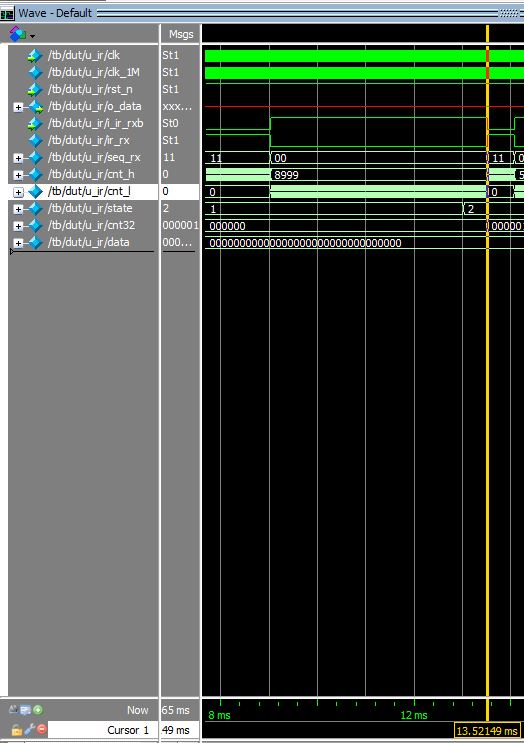 Wave - Default
Msgs
/tb/dut/u_ir/clk St1
/tb/dut/u_ir/clk_1M St1
/tb/dut/u_ir/rst_n St1
/tb/dut/u_ir/o_data xxx...
/tb/dut/u_ir/i_ir_rxb St0
/tb/dut/u_ir/ir_rx St1
/tb/dut/u_ir/seq_rx 11 11 00 11 0
/tb/dut/u_ir/cnt_h 0 8999 5
/tb/dut/u_ir/cnt_l 0 0 0
/tb/dut/u_ir/state 2 1 2
/tb/dut/u_ir/cnt32 000001 000000 000001
/tb/dut/u_ir/data 000... 00000000000000000000000000000000
Now 65 ms 8 ms 12 ms
Cursor 1 49 ms 13.52149 ms